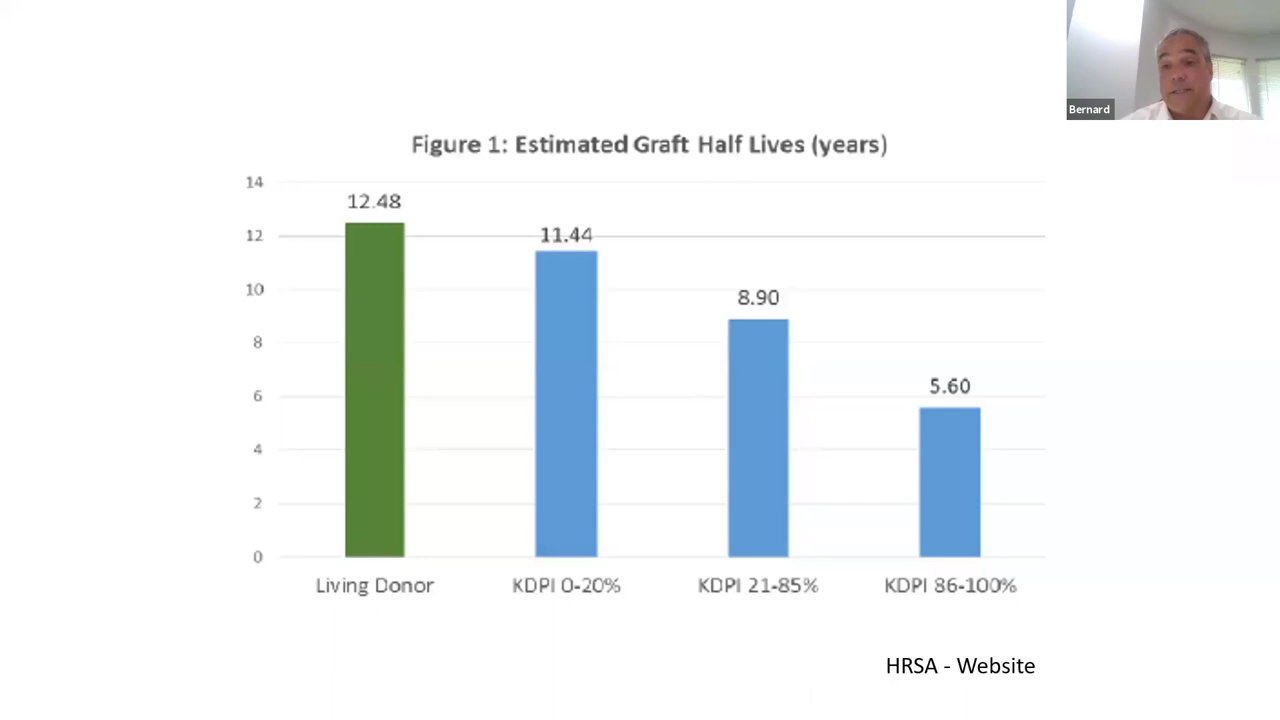 Bernard
Figure 1: Estimated Graft Half Lives (years)
14
12
10
8
6
4
2
0
12.48
11.44
8.90
5.60
Living Donor
KDPI 0-20%
KDPI 21-85%
KDPI 86-100%
HRSA - Website